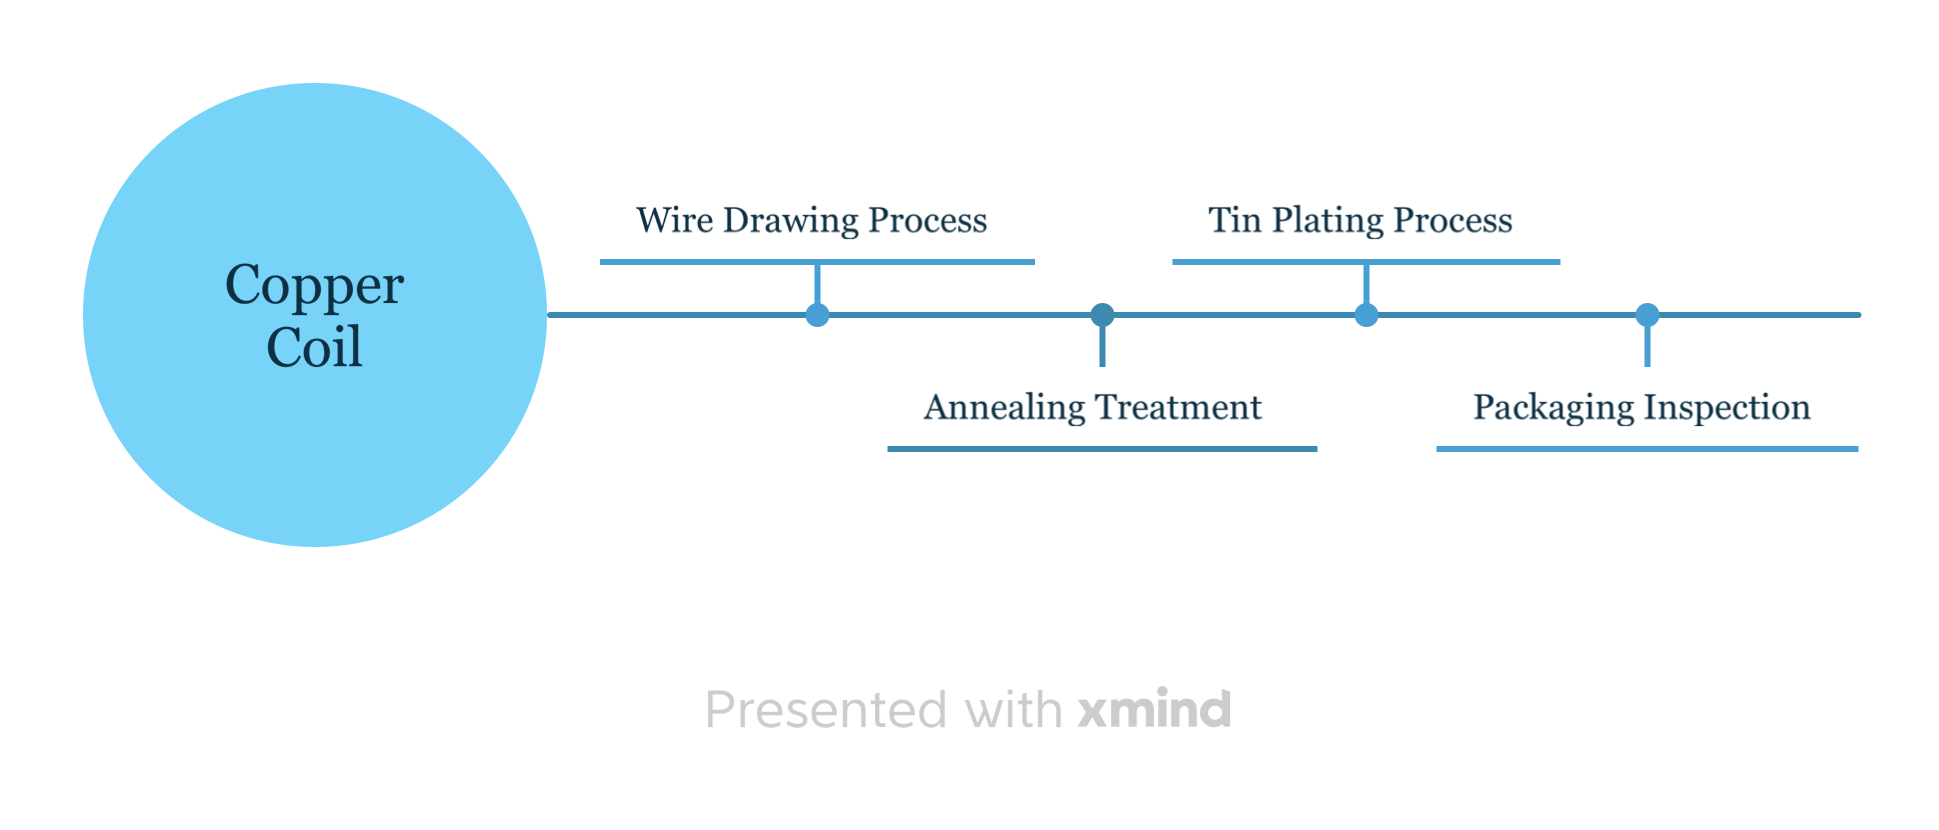 Copper
Coil
Wire Drawing Process
Annealing Treatment
Tin Plating Process
Packaging Inspection
Presented with xmind